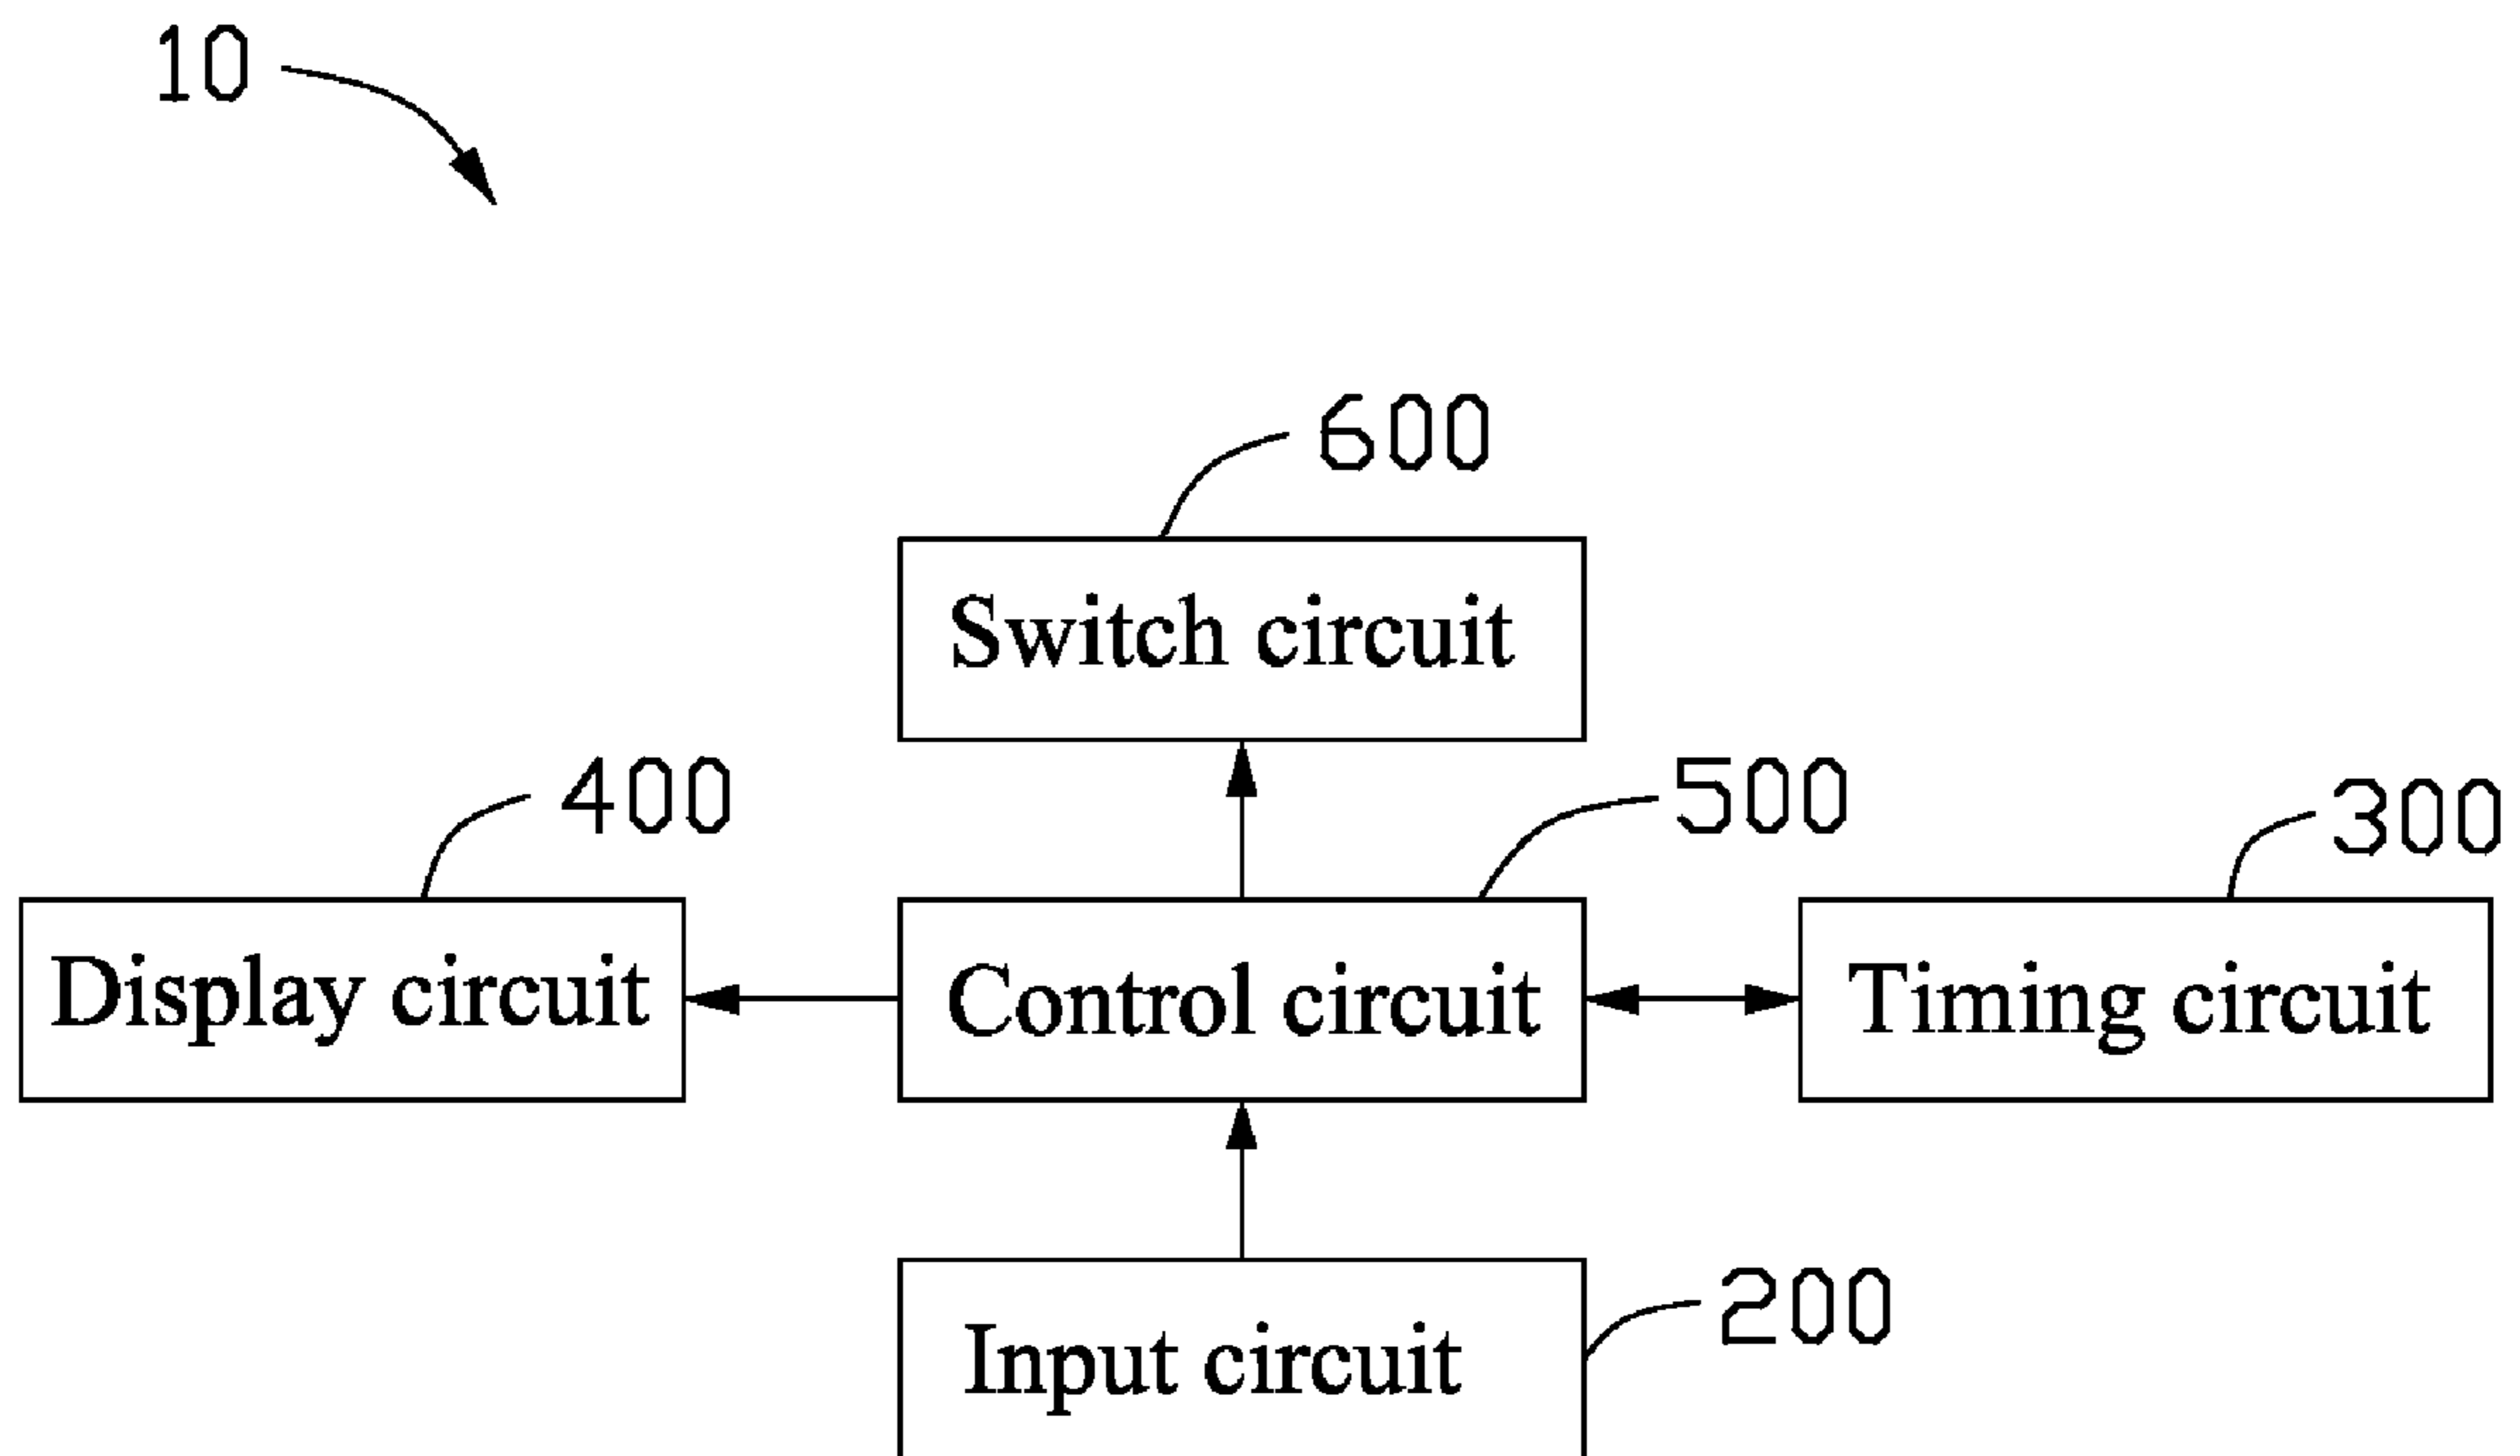 10
600
Switch circuit
400
500
300
Display circuit
Control circuit
Timing circuit
200
Input circuit